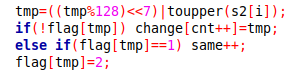 tmp=((tmp%128)<<7)|toupper(s2[i]);
if(!flag[tmp]) change[cnt++]=tmp;
else if(flag[tmp]==1) same++;
flag[tmp]=2;